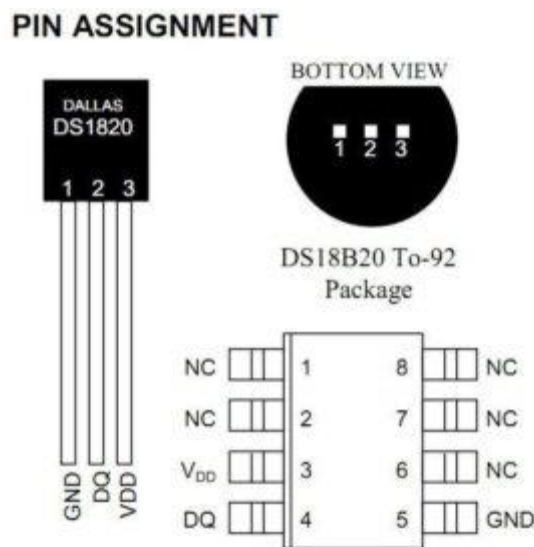 PIN ASSIGNMENT
DALLAS
DS1820
1 2 3
GND
DQ
VDD
BOTTOM VIEW
1 2 3
DS18B20 To-92
Package
NC 1 8 NC
NC 2 7 NC
VDD 3 6 NC
DQ 4 5 GND